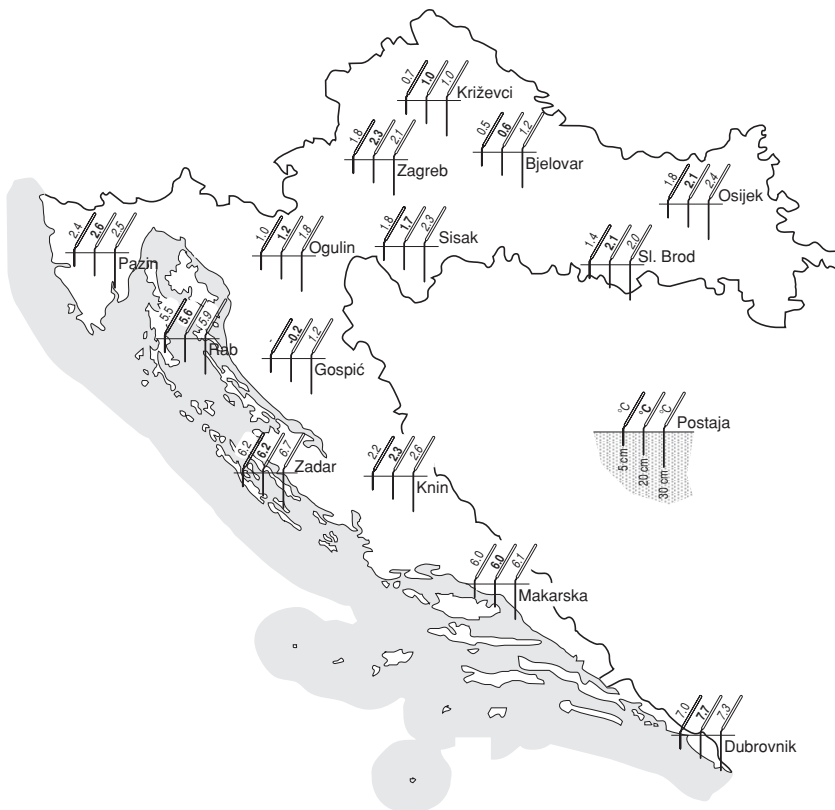 0.7 1.0 1.0
Križevci
1.8 2.3 2.1
Zagreb
0.5 0.6 1.2
Bjelovar
1.8 2.1 2.4
Osijek
2.4 2.6 2.5
Pazin
1.0 1.2 1.8
Ogulin
1.8 1.7 2.3
Sisak
1.4 2.1 2.0
Sl. Brod
5.5 5.6 5.9
Rab
-0.2 1.2
Gospić
°C °C °C
Postaja
5 cm
20 cm
30 cm
6.2 6.2 6.7
Zadar
2.2 2.3 2.6
Knin
6.0 6.0 6.1
Makarska
7.0 7.7 7.3
Dubrovnik